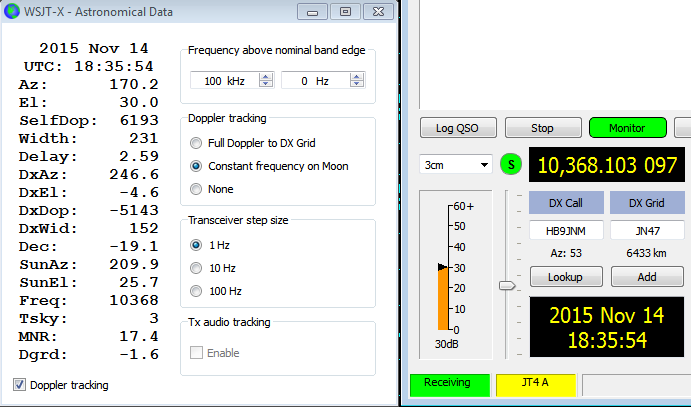 WSJT-X - Astronomical Data
2015 Nov 14
UTC: 18:35:54
Az: 170.2
El: 30.0
SelfDop: 6193
Width: 231
Delay: 2.59
DxAz: 246.6
DxEl: -4.6
DxDop: -5143
DxWid: 152
Dec: -19.1
SunAz: 209.9
SunEl: 25.7
Freq: 10368
Tsky: 3
MNR: 17.4
Dgrd: -1.6
Doppler tracking
Frequency above nominal band edge
100 kHz 0 Hz
Doppler tracking
Full Doppler to DX Grid
Constant frequency on Moon
None
Transceiver step size
1 Hz
10 Hz
100 Hz
Tx audio tracking
Enable
Log QSO Stop Monitor
3cm S 10,368.103 097
60+
50
40
30
20
10
0
30dB
DX Call DX Grid
HB9JNM JN47
Az: 53 6433 km
Lookup Add
2015 Nov 14
18:35:54
Receiving JT4 A